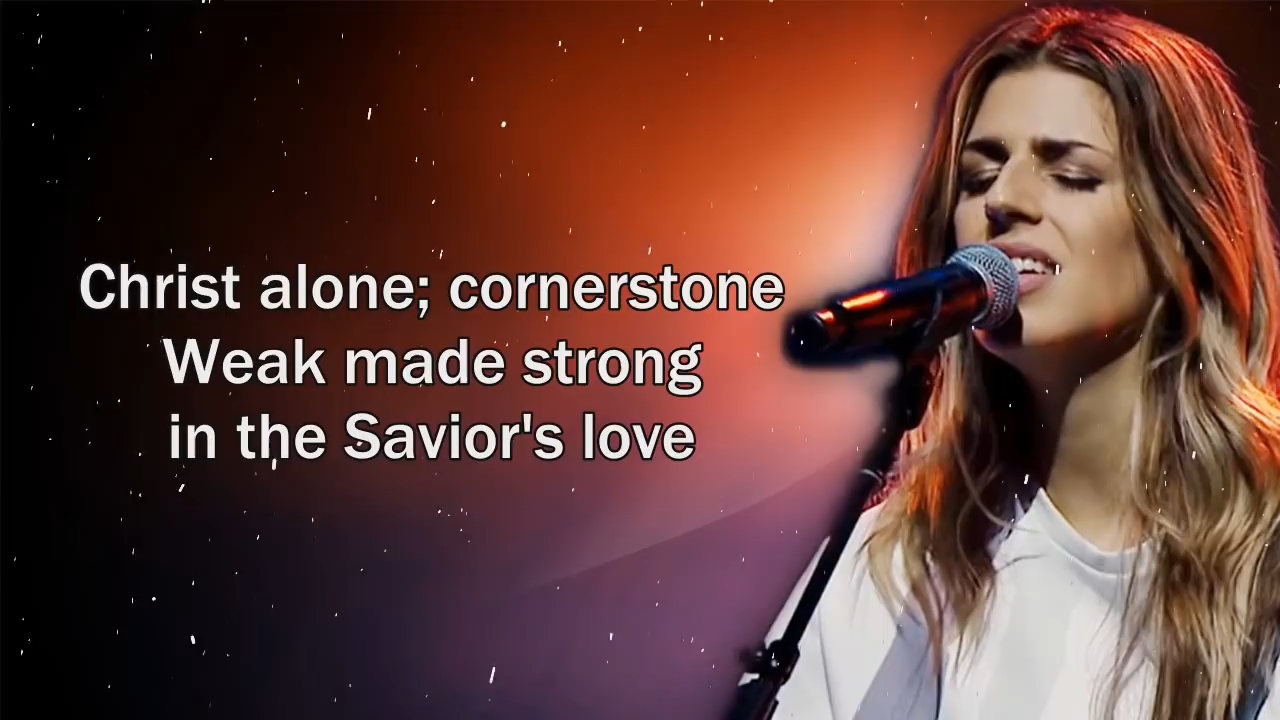 Christ alone; cornerstone
Weak made strong
in the Savior's love